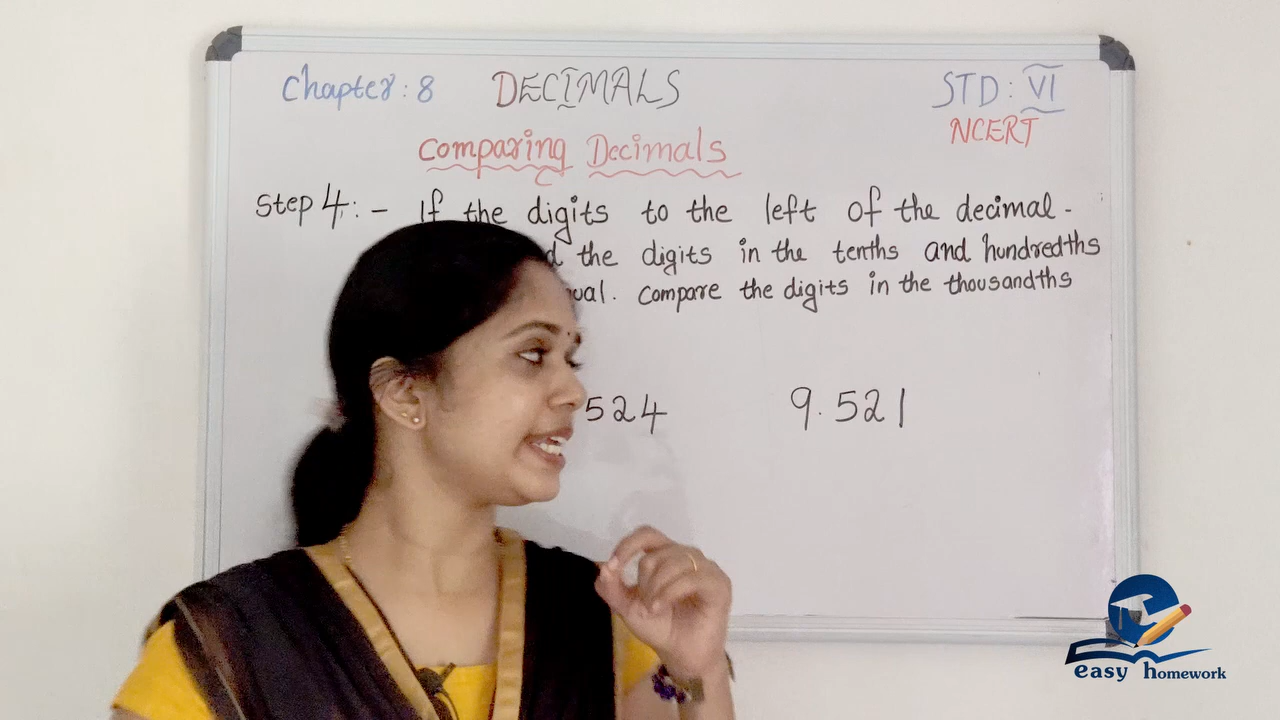 Chapter: 8 DECIMALS STD: VI
NCERT
Comparing Decimals
Step 4: - If the digits to the left of the decimal -
the digits in the tenths and hundredths
Compare the digits in the thousandths
524 9.521
easy homework